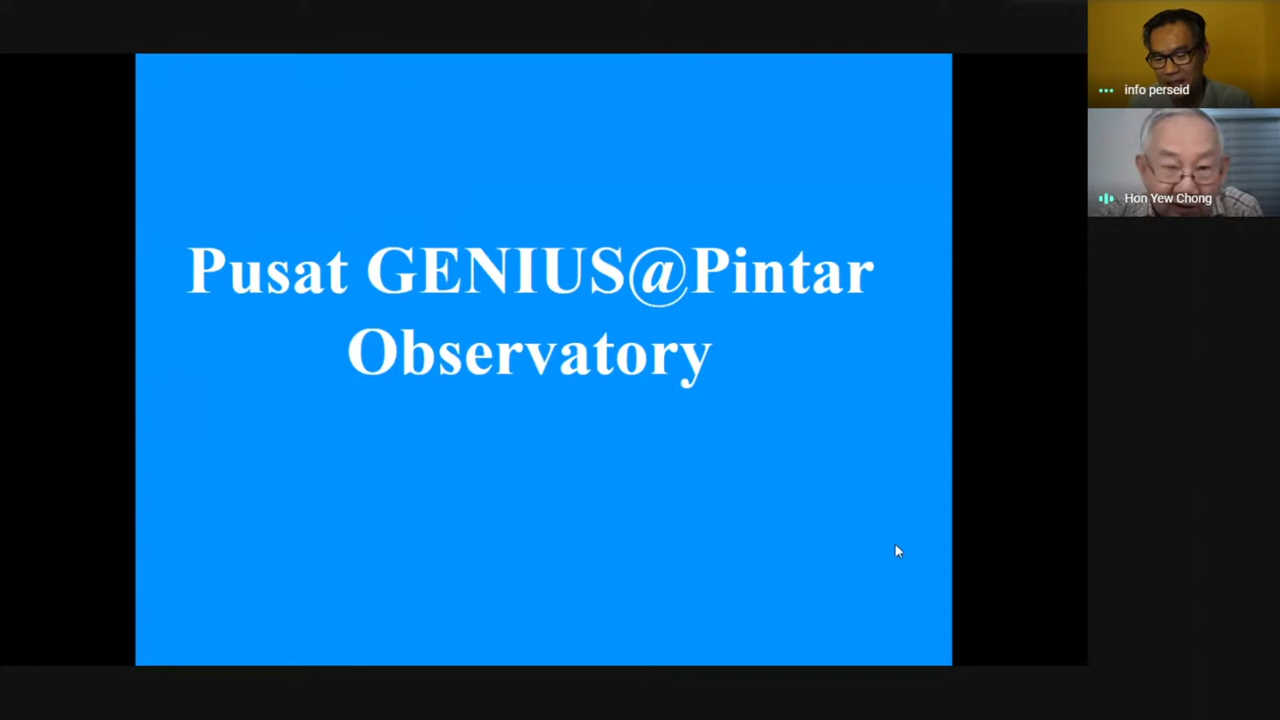 Pusat GENIUS@Pintar
Observatory
info perseid
Hon Yew Chong